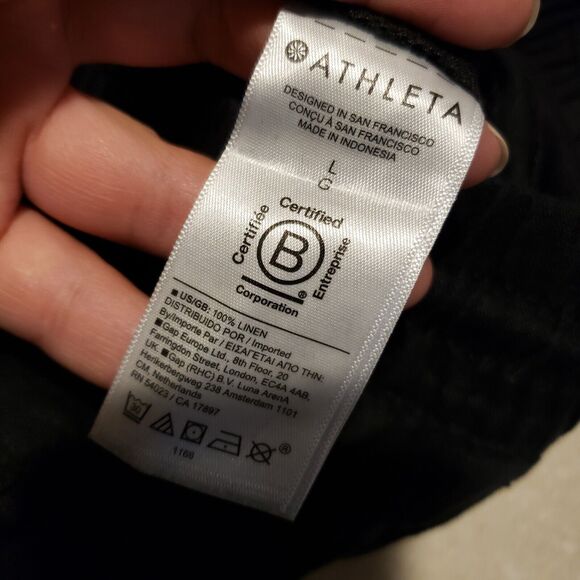 ATHLETA
DESIGNED IN SAN FRANCISCO
CONÇU À SAN FRANCISCO
MADE IN INDONESIA
L
G
Certifiée
Certified
B
®
Corporation
Entreprise
■ US/GB: 100% LINEN
DISTRIBUIDO POR / Imported
By/Importe Par / ΕΙΣΑΓΕΤΑΙ ΑΠΟ ΤΗΝ:
■Gap Europe Ltd., 8th Floor, 20
Farringdon Street, London, EC4A 4AB,
UK. ■Gap (RHC) B.V. Luna ArenA
Herikerbergweg 238 Amsterdam 1101
CM, Netherlands
RN 54023 / CA 17897
30
®
1168